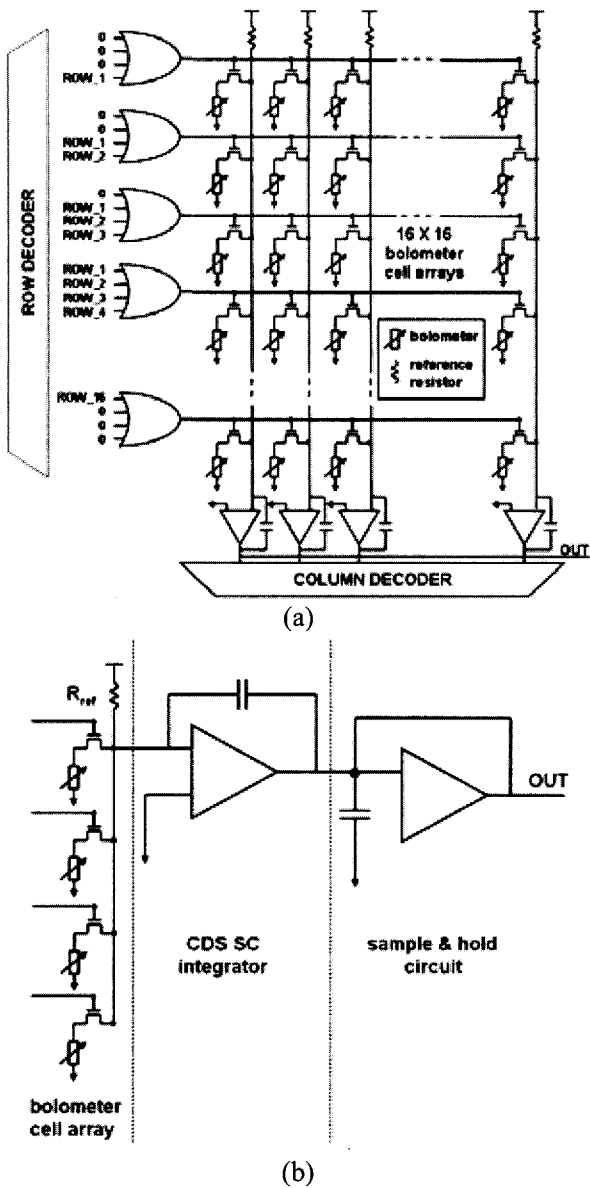 ROW DECODER
0
0
0
ROW_1
0
0
ROW_1
ROW_2
0
ROW_1
ROW_2
ROW_3
ROW_1
ROW_2
ROW_3
ROW_4
ROW_16
0
0
0
16 X 16
bolometer
cell arrays
bolometer
reference
resistor
OUT
COLUMN DECODER
(a)
Rref
OUT
CDS SC
integrator
sample & hold
circuit
bolometer
cell array
(b)